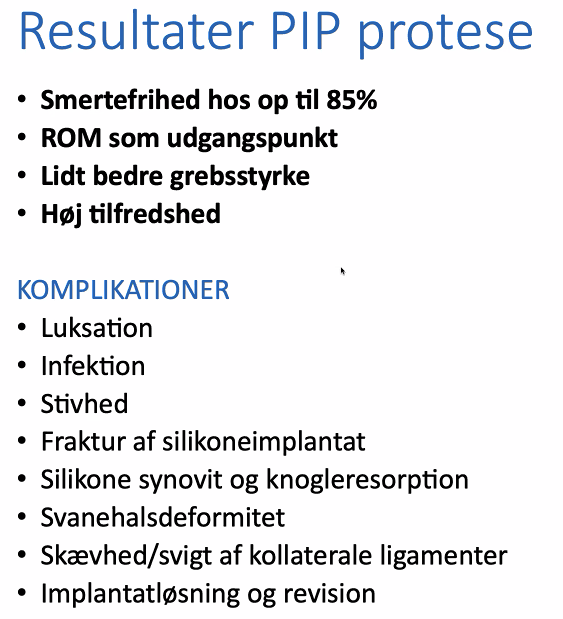 Resultater PIP protese
• Smertefrihed hos op til 85%
• ROM som udgangspunkt
• Lidt bedre grebsstyrke
• Høj tilfredshed
KOMPLIKATIONER
• Luksation
• Infektion
• Stivhed
• Fraktur af silikoneimplantat
• Silikone synovit og knogleresorption
• Svanehalsdeformitet
• Skævhed/svigt af kollaterale ligamenter
• Implantatløsning og revision